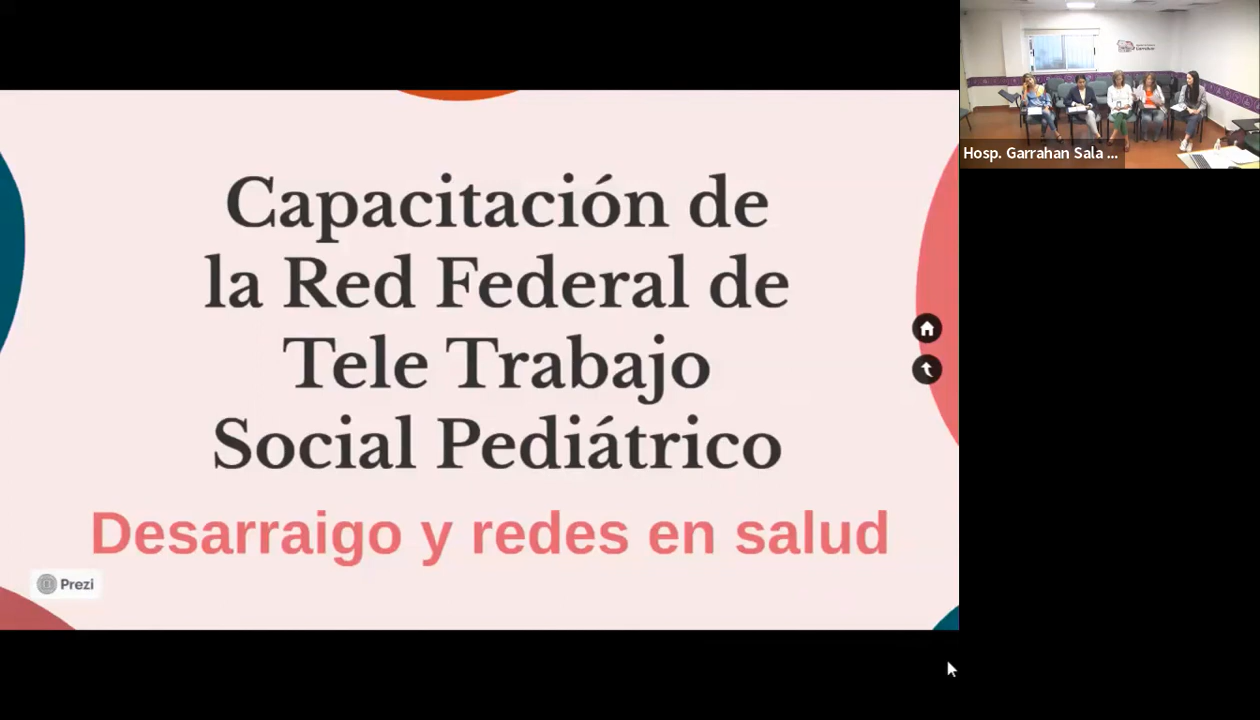 Capacitación de
la Red Federal de
Tele Trabajo
Social Pediátrico
Desarraigo y redes en salud
Prezi
Hosp. Garrahan Sala ...